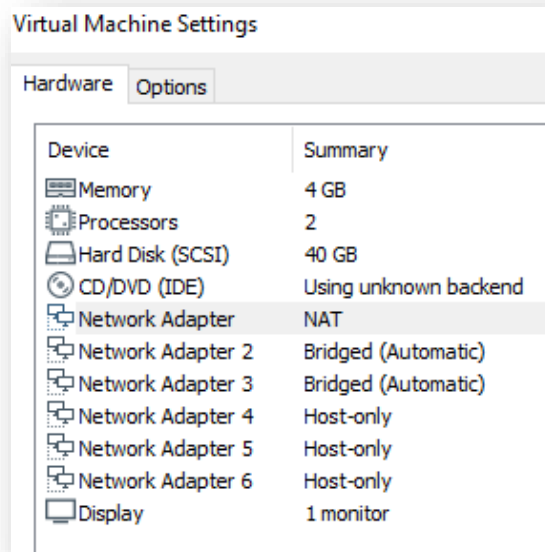 Virtual Machine Settings
Hardware Options
Device Summary
Memory 4 GB
Processors 2
Hard Disk (SCSI) 40 GB
CD/DVD (IDE) Using unknown backend
Network Adapter NAT
Network Adapter 2 Bridged (Automatic)
Network Adapter 3 Bridged (Automatic)
Network Adapter 4 Host-only
Network Adapter 5 Host-only
Network Adapter 6 Host-only
Display 1 monitor